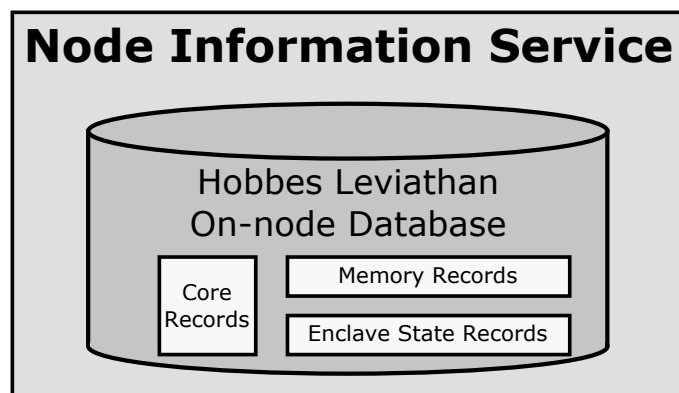 Node Information Service
Hobbes Leviathan
On-node Database
Core
Records
Memory Records
Enclave State Records